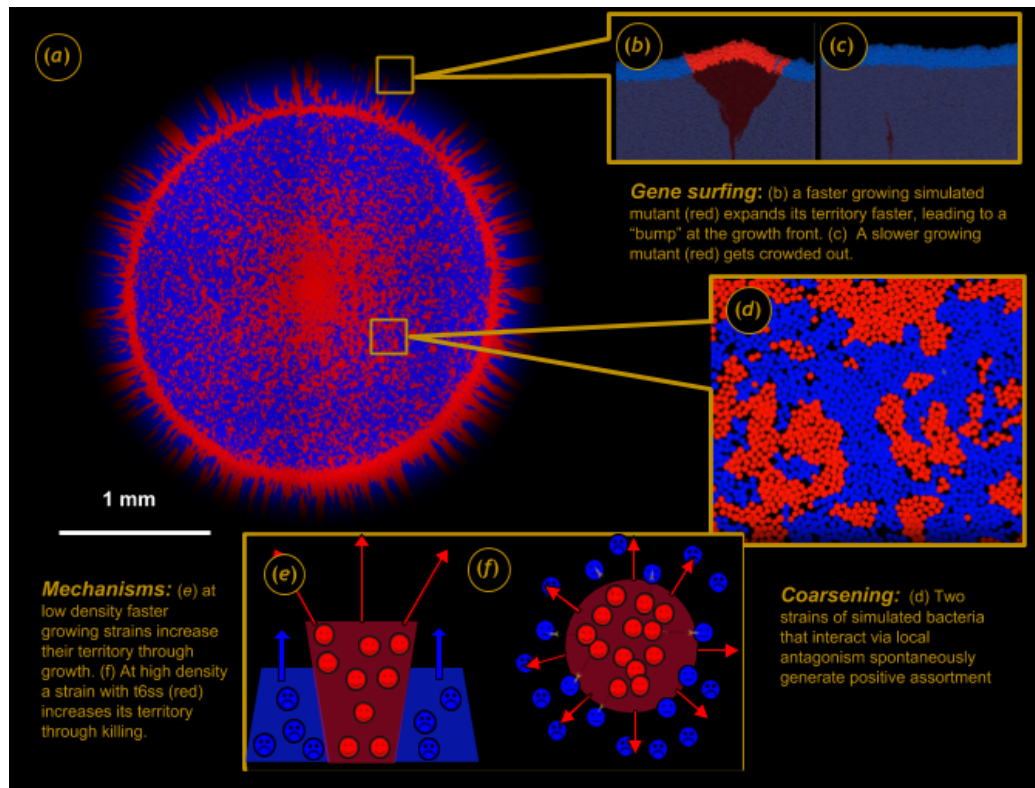 (a)
(b)
(c)
Gene surfing: (b) a faster growing simulated
mutant (red) expands its territory faster, leading to a
“bump” at the growth front. (c) A slower growing
mutant (red) gets crowded out.
(d)
1 mm
Mechanisms: (e) at
low density faster
growing strains increase
their territory through
growth. (f) At high density
a strain with t6ss (red)
increases its territory
through killing.
(e)
(f)
Coarsening: (d) Two
strains of simulated bacteria
that interact via local
antagonism spontaneously
generate positive assortment